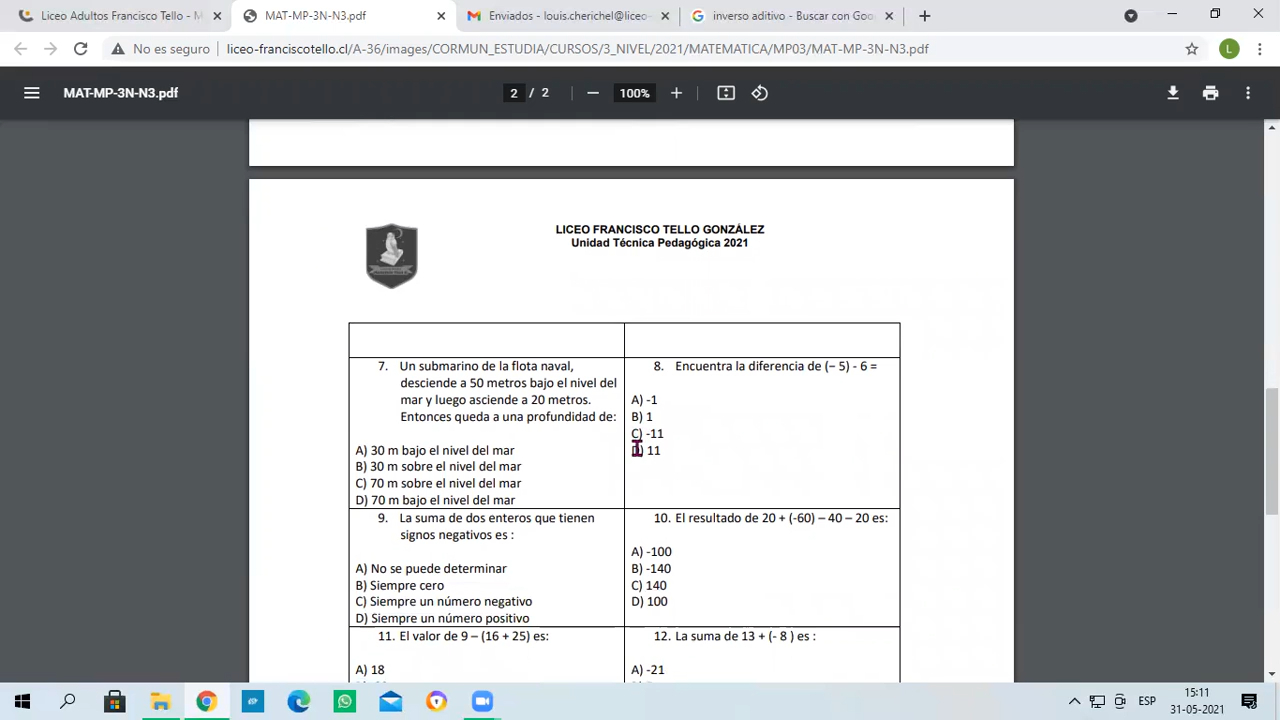 Liceo Adultos Francisco Tello - M
MAT-MP-3N-N3.pdf
Enviados - louis.cherichel@liceo-
inverso aditivo - Buscar con Goo
No es seguro
liceo-franciscotello.cl/A-36/images/CORMUN_ESTUDIA/CURSOS/3_NIVEL/2021/MATEMATICA/MP03/MAT-MP-3N-N3.pdf
L
MAT-MP-3N-N3.pdf
2 / 2
100%
LICEO FRANCISCO TELLO GONZÁLEZ
Unidad Técnica Pedagógica 2021
7. Un submarino de la flota naval,
desciende a 50 metros bajo el nivel del
mar y luego asciende a 20 metros.
Entonces queda a una profundidad de:
A) 30 m bajo el nivel del mar
B) 30 m sobre el nivel del mar
C) 70 m sobre el nivel del mar
D) 70 m bajo el nivel del mar
8. Encuentra la diferencia de (− 5) - 6 =
A) -1
B) 1
C) -11
D) 11
9. La suma de dos enteros que tienen
signos negativos es :
A) No se puede determinar
B) Siempre cero
C) Siempre un número negativo
D) Siempre un número positivo
10. El resultado de 20 + (-60) – 40 – 20 es:
A) -100
B) -140
C) 140
D) 100
11. El valor de 9 – (16 + 25) es:
A) 18
12. La suma de 13 + (- 8 ) es :
A) -21
ESP
15:11
31-05-2021